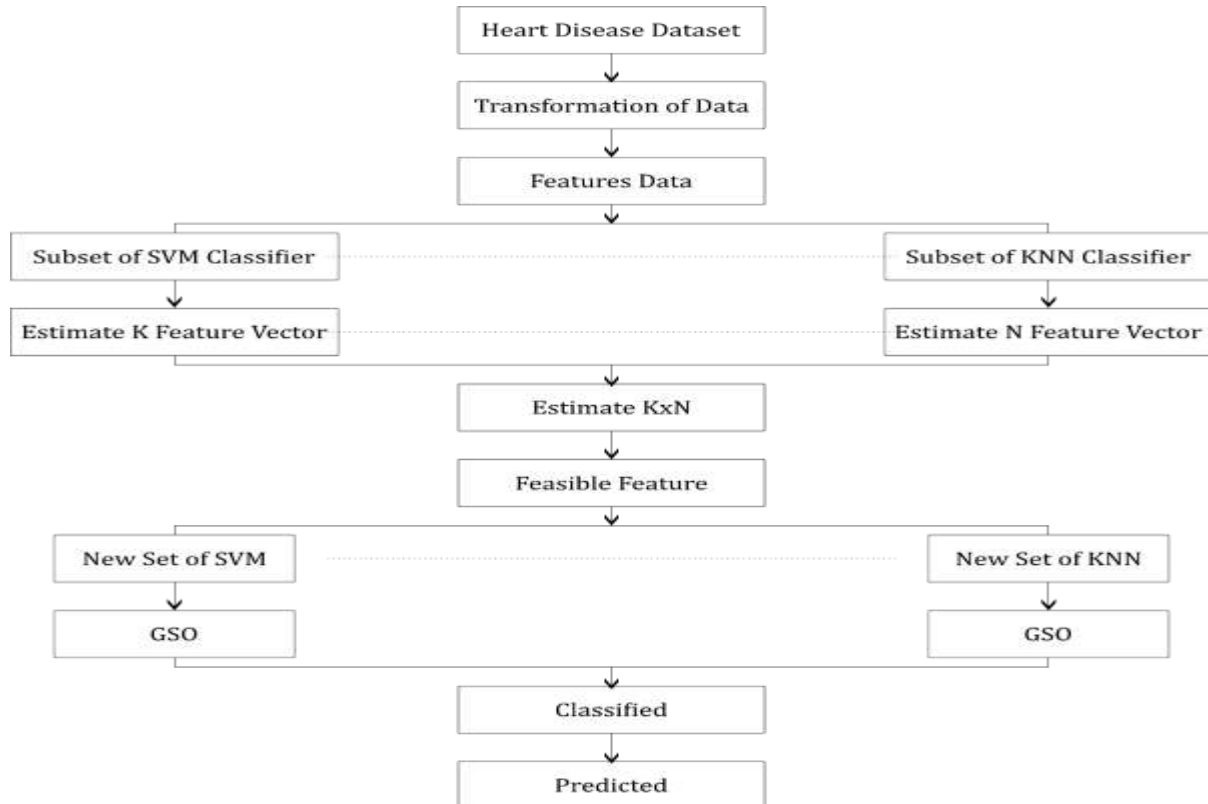 Heart Disease Dataset
Transformation of Data
Features Data
Subset of SVM Classifier
Subset of KNN Classifier
Estimate K Feature Vector
Estimate N Feature Vector
Estimate KxN
Feasible Feature
New Set of SVM
New Set of KNN
GSO
GSO
Classified
Predicted